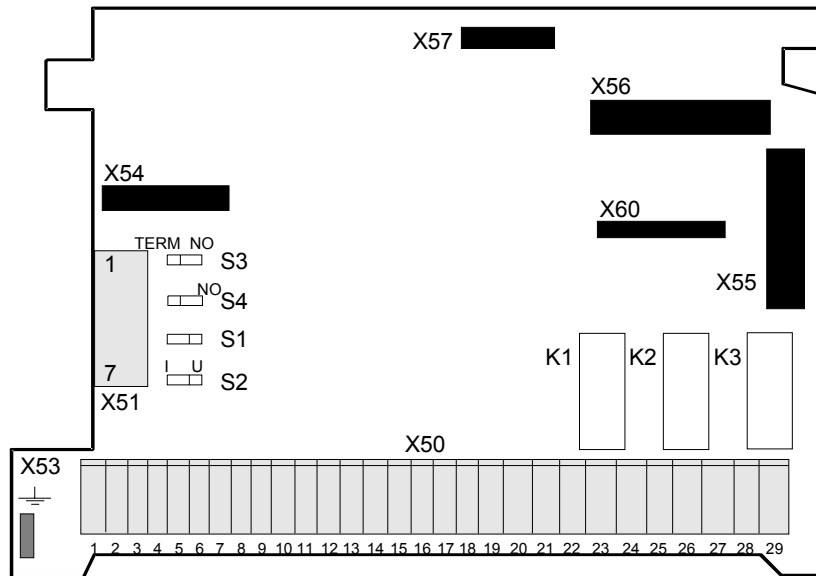 X57
X56
X54
X60
TERM NO
1 S3
X55
NO
S4
S1
K1 K2 K3
I U
7 S2
X51
X50
X53
1 2 3 4 5 6 7 8 9 10 11 12 13 14 15 16 17 18 19 20 21 22 23 24 25 26 27 28 29